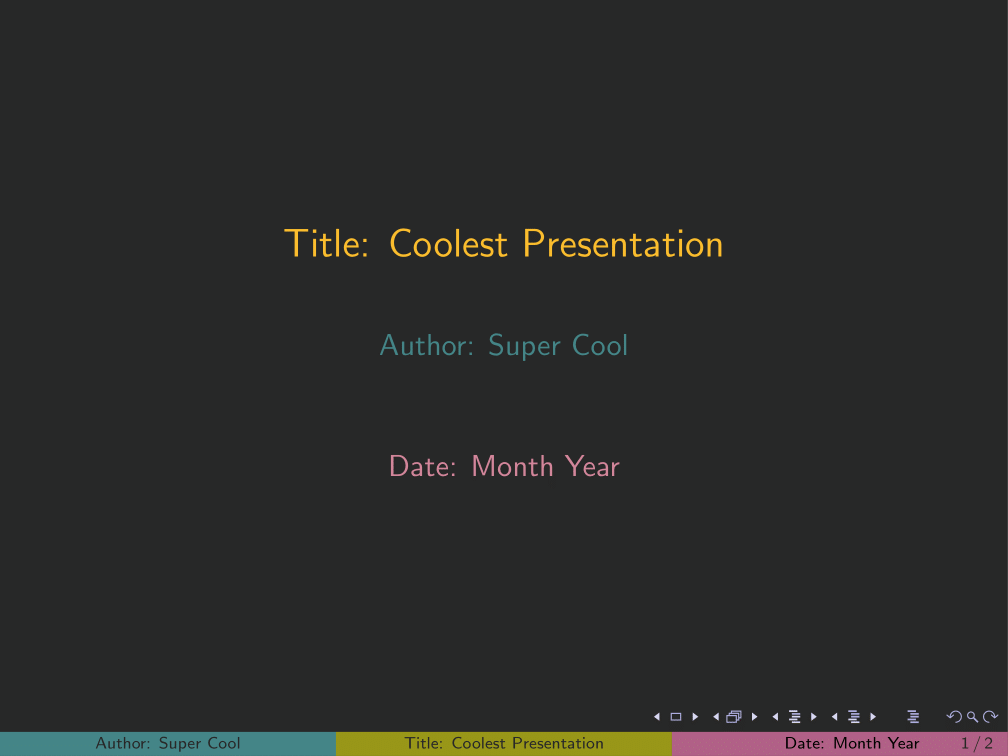 Title: Coolest Presentation
Author: Super Cool
Date: Month Year
Author: Super Cool Title: Coolest Presentation Date: Month Year 1 / 2